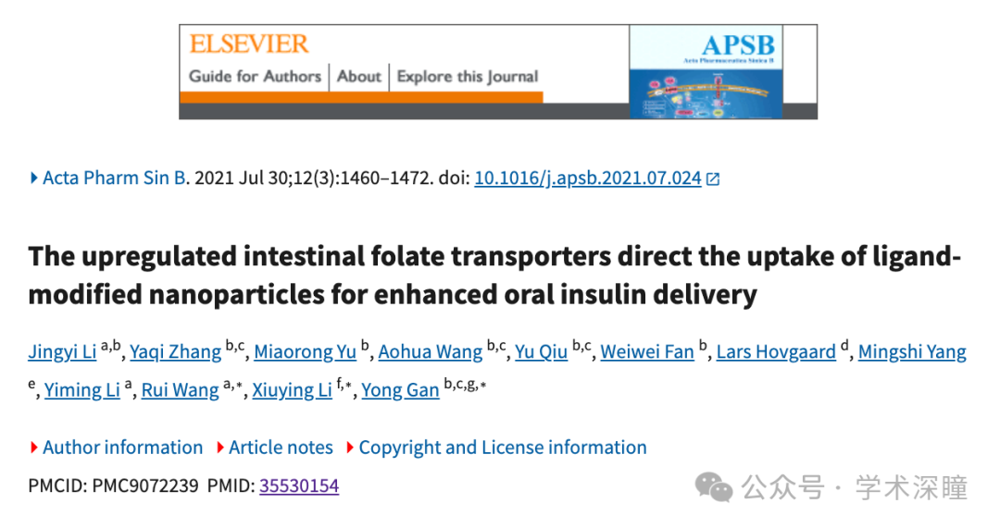 ELSEVIER
APSB
Acta Pharmaceutica Sinica B
Guide for Authors | About | Explore this Journal
Acta Pharm Sin B. 2021 Jul 30;12(3):1460–1472. doi: 10.1016/j.apsb.2021.07.024
The upregulated intestinal folate transporters direct the uptake of ligand-
modified nanoparticles for enhanced oral insulin delivery
Jingyi Li a,b, Yaqi Zhang b,c, Miaorong Yu b, Aohua Wang b,c, Yu Qiu b,c, Weiwei Fan b, Lars Hovgaard d, Mingshi Yang
e, Yiming Li a, Rui Wang a,*, Xiuying Li f,*, Yong Gan b,c,g,*
Author information Article notes Copyright and License information
PMCID: PMC9072239 PMID: 35530154
公众号 · 学术深瞳